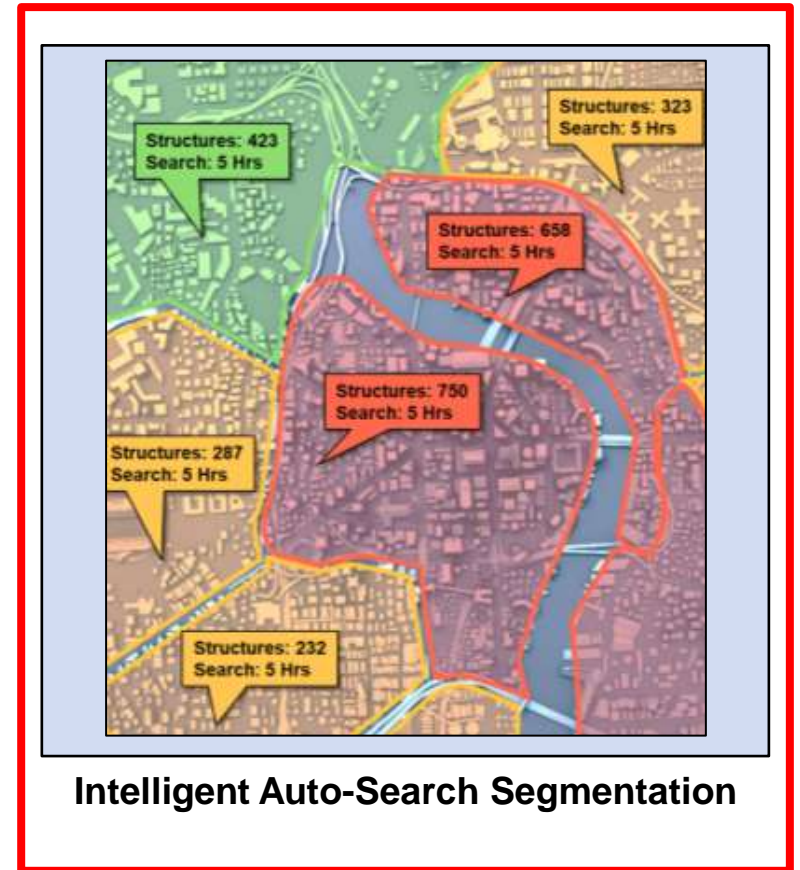 Structures: 323
Search: 5 Hrs
Structures: 423
Search: 5 Hrs
Structures: 658
Search: 5 Hrs
Structures: 750
Search: 5 Hrs
Structures: 287
Search: 5 Hrs
Structures: 232
Search: 5 Hrs
Intelligent Auto-Search Segmentation